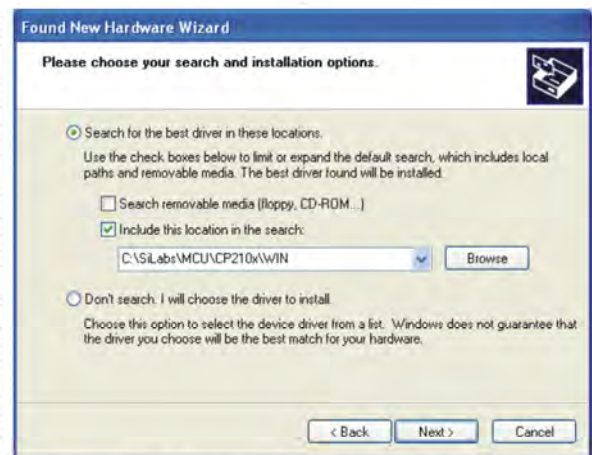 Found New Hardware Wizard
Please choose your search and installation options.
Search for the best driver in these locations.
Use the check boxes below to limit or expand the default search, which includes local
paths and removable media. The best driver found will be installed.
Search removable media (floppy, CD-ROM...)
Include this location in the search:
C:\SiLabs\MCU\CP210x\WIN
Browse
Don't search. I will choose the driver to install.
Choose this option to select the device driver from a list. Windows does not guarantee that
the driver you choose will be the best match for your hardware.
< Back Next > Cancel